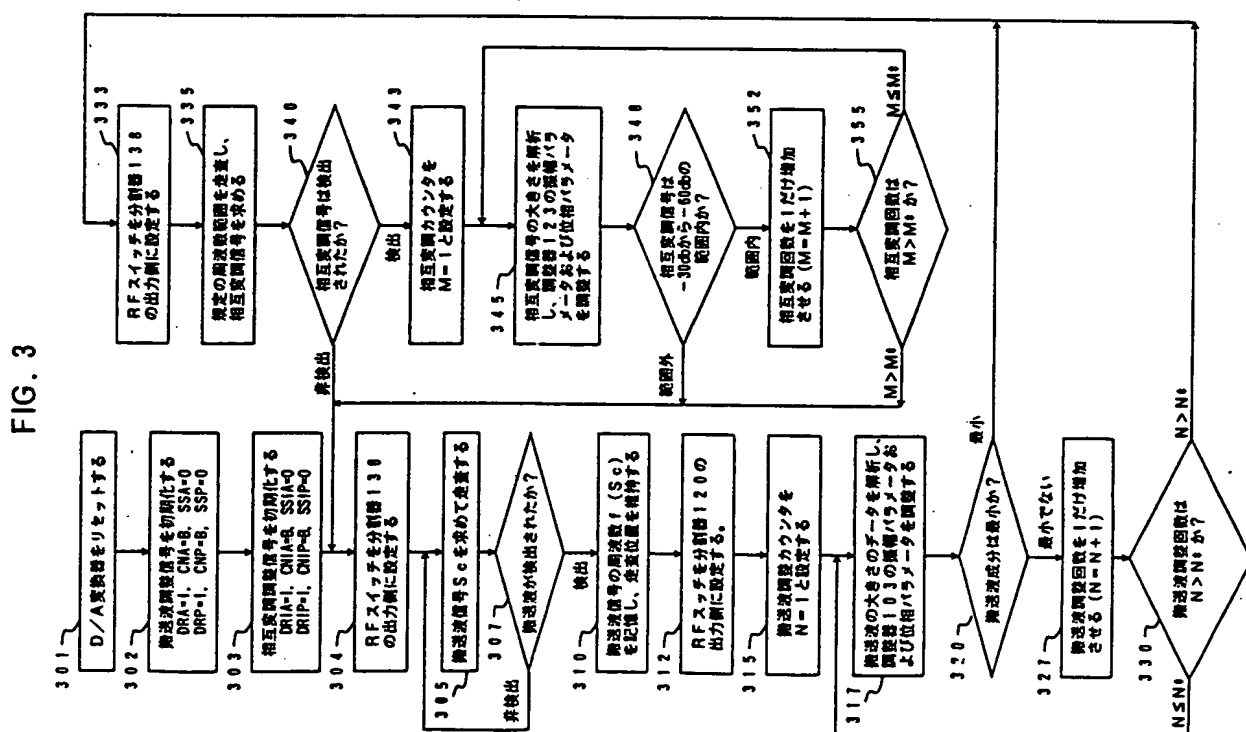 FIG. 3
301
D/A変換器をリセットする
302
搬送波調整信号を初期化する
DRA=1, CNA=B, SSA=0
DRP=1, CNP=B, SSP=0
303
相互変調調整信号を初期化する
DRIA=1, CNIA=B, SSIA=0
DRIP=1, CNIP=B, SSIP=0
304
RFスイッチを分割器138
の出力側に設定する
305
搬送波信号Scを求めて走査する
307
搬送波が検出されたか?
非検出
検出
310
搬送波信号の周波数f(Sc)
を記憶し、走査位置を維持する
312
RFスッチを分割器120の
出力側に設定する。
315
搬送波調整カウンタを
N=1と設定する
317
搬送波の大きさのデータを解析し、
調整器103の振幅パラメータお
よび位相パラメータを調整する
320
搬送波成分は最小か?
最小
最小でない
327
搬送波調整回数を1だけ増加
させる(N=N+1)
330
搬送波調整回数は
N>N*か?
N≦N*
N>N*
333
RFスイッチを分割器138
の出力側に設定する
335
規定の周波数範囲を走査し、
相互変調信号を求める
340
相互変調信号は検出
されたか?
非検出
検出
343
相互変調カウンタを
M=1と設定する
345
相互変調信号の大きさを解析
し、調整器123の振幅パラ
メータおよび位相パラメータ
を調整する
348
相互変調信号は
-30dbから-60dbの
範囲内か?
範囲外
範囲内
352
相互変調回数を1だけ増加
させる(M=M+1)
355
相互変調回数は
M>M*か?
M>M*
M≦M*